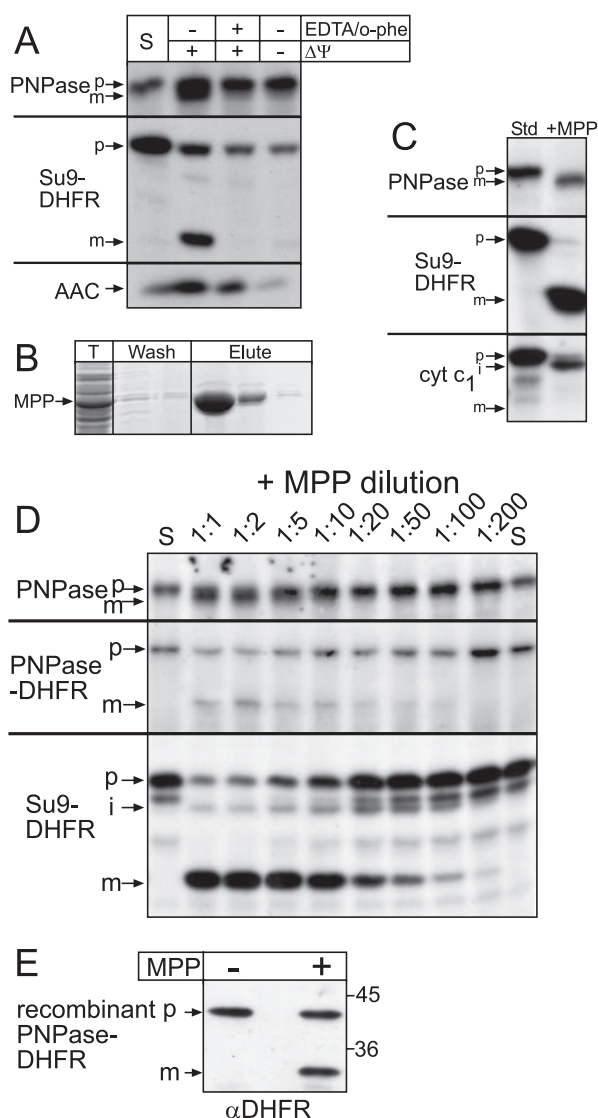 A
S - + - EDTA/o-phe
+ + - ΔΨ
PNPase p
m
p
Su9-
DHFR
m
AAC
B
T Wash Elute
MPP
C
Std +MPP
PNPase p
m
p
Su9-
DHFR
m
p
i
cyt c1
m
+ MPP dilution
D
S 1:1 1:2 1:5 1:10 1:20 1:50 1:100 1:200 S
PNPase p
m
p
PNPase
-DHFR
m
p
Su9-
DHFR
i
m
E
MPP - +
recombinant p
PNPase-
DHFR
m
45
36
αDHFR